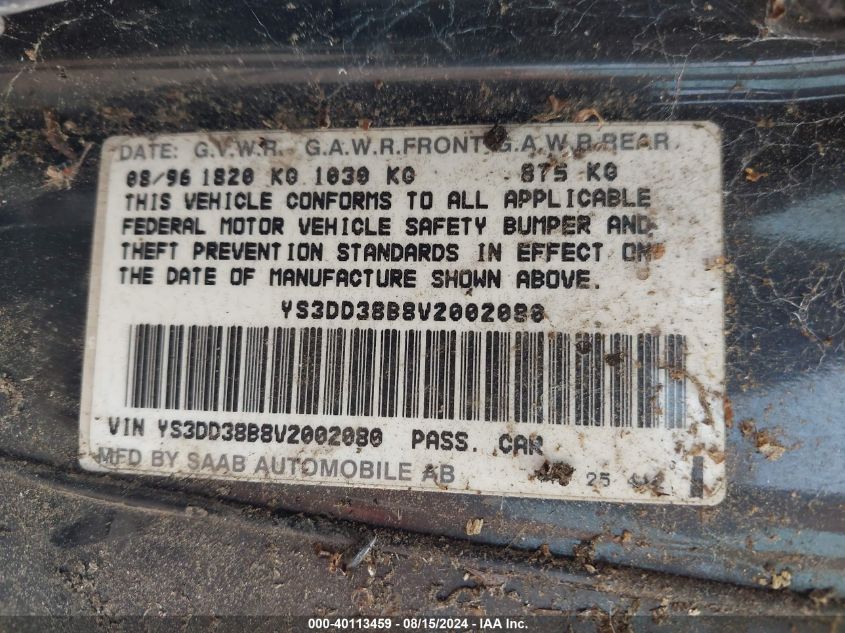 DATE: G.V.W.R. G.A.W.R.FRONT G.A.W.R.REAR
08/96 1820 KG 1030 KG 875 KG
THIS VEHICLE CONFORMS TO ALL APPLICABLE
FEDERAL MOTOR VEHICLE SAFETY BUMPER AND
THEFT PREVENTION STANDARDS IN EFFECT ON
THE DATE OF MANUFACTURE SHOWN ABOVE.
YS3DD38B8V2002080
VIN YS3DD38B8V2002080 PASS. CAR
MFD BY SAAB AUTOMOBILE AB 25
000-40113459 - 08/15/2024 - IAA Inc.